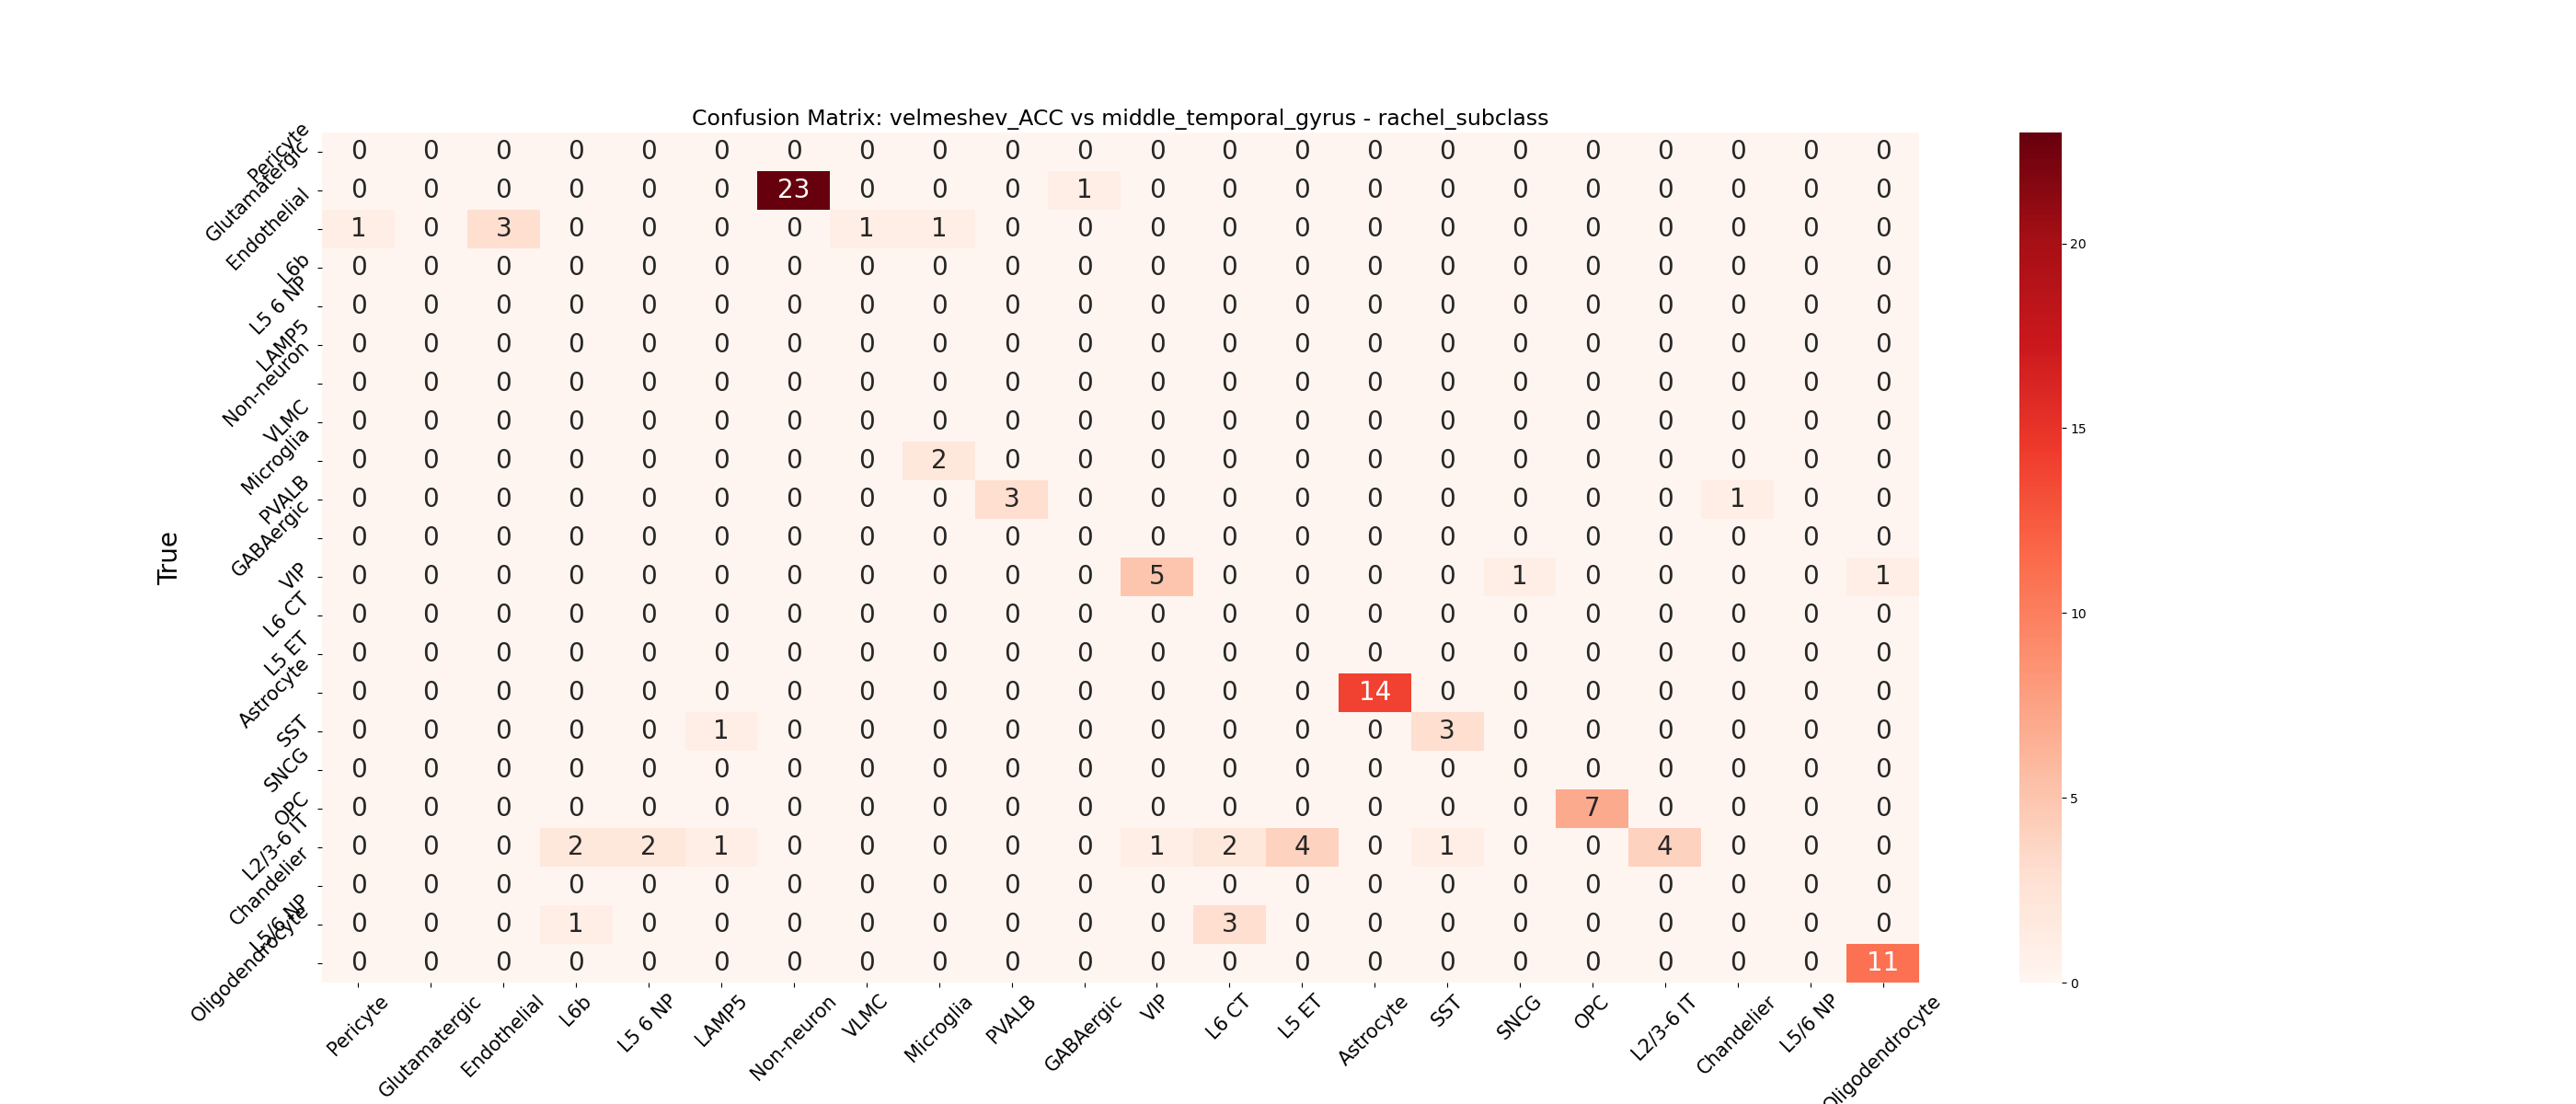 Confusion Matrix: velmeshev_ACC vs middle_temporal_gyrus - rachel_subclass
True
Pericyte 0 0 0 0 0 0 0 0 0 0 0 0 0 0 0 0 0 0 0 0 0 0
Glutamatergic 0 0 0 0 0 0 23 0 0 0 1 0 0 0 0 0 0 0 0 0 0 0
Endothelial 1 0 3 0 0 0 0 1 1 0 0 0 0 0 0 0 0 0 0 0 0 0
L6b 0 0 0 0 0 0 0 0 0 0 0 0 0 0 0 0 0 0 0 0 0 0
L5 6 NP 0 0 0 0 0 0 0 0 0 0 0 0 0 0 0 0 0 0 0 0 0 0
LAMP5 0 0 0 0 0 0 0 0 0 0 0 0 0 0 0 0 0 0 0 0 0 0
Non-neuron 0 0 0 0 0 0 0 0 0 0 0 0 0 0 0 0 0 0 0 0 0 0
VLMC 0 0 0 0 0 0 0 0 0 0 0 0 0 0 0 0 0 0 0 0 0 0
Microglia 0 0 0 0 0 0 0 0 2 0 0 0 0 0 0 0 0 0 0 0 0 0
PVALB 0 0 0 0 0 0 0 0 0 3 0 0 0 0 0 0 0 0 0 1 0 0
GABAergic 0 0 0 0 0 0 0 0 0 0 0 0 0 0 0 0 0 0 0 0 0 0
VIP 0 0 0 0 0 0 0 0 0 0 0 5 0 0 0 0 1 0 0 0 0 1
L6 CT 0 0 0 0 0 0 0 0 0 0 0 0 0 0 0 0 0 0 0 0 0 0
L5 ET 0 0 0 0 0 0 0 0 0 0 0 0 0 0 0 0 0 0 0 0 0 0
Astrocyte 0 0 0 0 0 0 0 0 0 0 0 0 0 0 14 0 0 0 0 0 0 0
SST 0 0 0 0 0 1 0 0 0 0 0 0 0 0 0 3 0 0 0 0 0 0
SNCG 0 0 0 0 0 0 0 0 0 0 0 0 0 0 0 0 0 0 0 0 0 0
OPC 0 0 0 0 0 0 0 0 0 0 0 0 0 0 0 0 0 7 0 0 0 0
L2/3-6 IT 0 0 0 2 2 1 0 0 0 0 0 1 2 4 0 1 0 0 4 0 0 0
Chandelier 0 0 0 0 0 0 0 0 0 0 0 0 0 0 0 0 0 0 0 0 0 0
L5/6 NP 0 0 0 1 0 0 0 0 0 0 0 0 3 0 0 0 0 0 0 0 0 0
Oligodendrocyte 0 0 0 0 0 0 0 0 0 0 0 0 0 0 0 0 0 0 0 0 0 11
Pericyte Glutamatergic Endothelial L6b L5 6 NP LAMP5 Non-neuron VLMC Microglia PVALB GABAergic VIP L6 CT L5 ET Astrocyte SST SNCG OPC L2/3-6 IT Chandelier L5/6 NP Oligodendrocyte
20
15
10
5
0